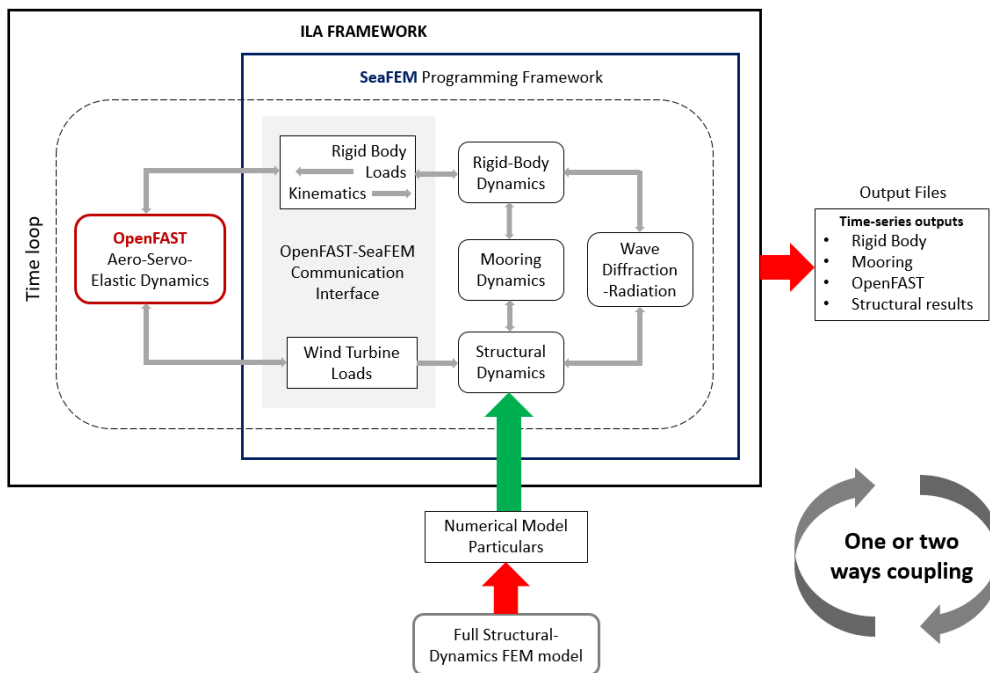 ILA FRAMEWORK
SeaFEM Programming Framework
Time loop
OpenFAST
Aero-Servo-
Elastic Dynamics
Rigid Body
Loads
Kinematics
OpenFAST-SeaFEM
Communication
Interface
Wind Turbine
Loads
Rigid-Body
Dynamics
Mooring
Dynamics
Structural
Dynamics
Wave
Diffraction
-Radiation
Output Files
Time-series outputs
• Rigid Body
• Mooring
• OpenFAST
• Structural results
Numerical Model
Particulars
Full Structural-
Dynamics FEM model
One or two
ways coupling